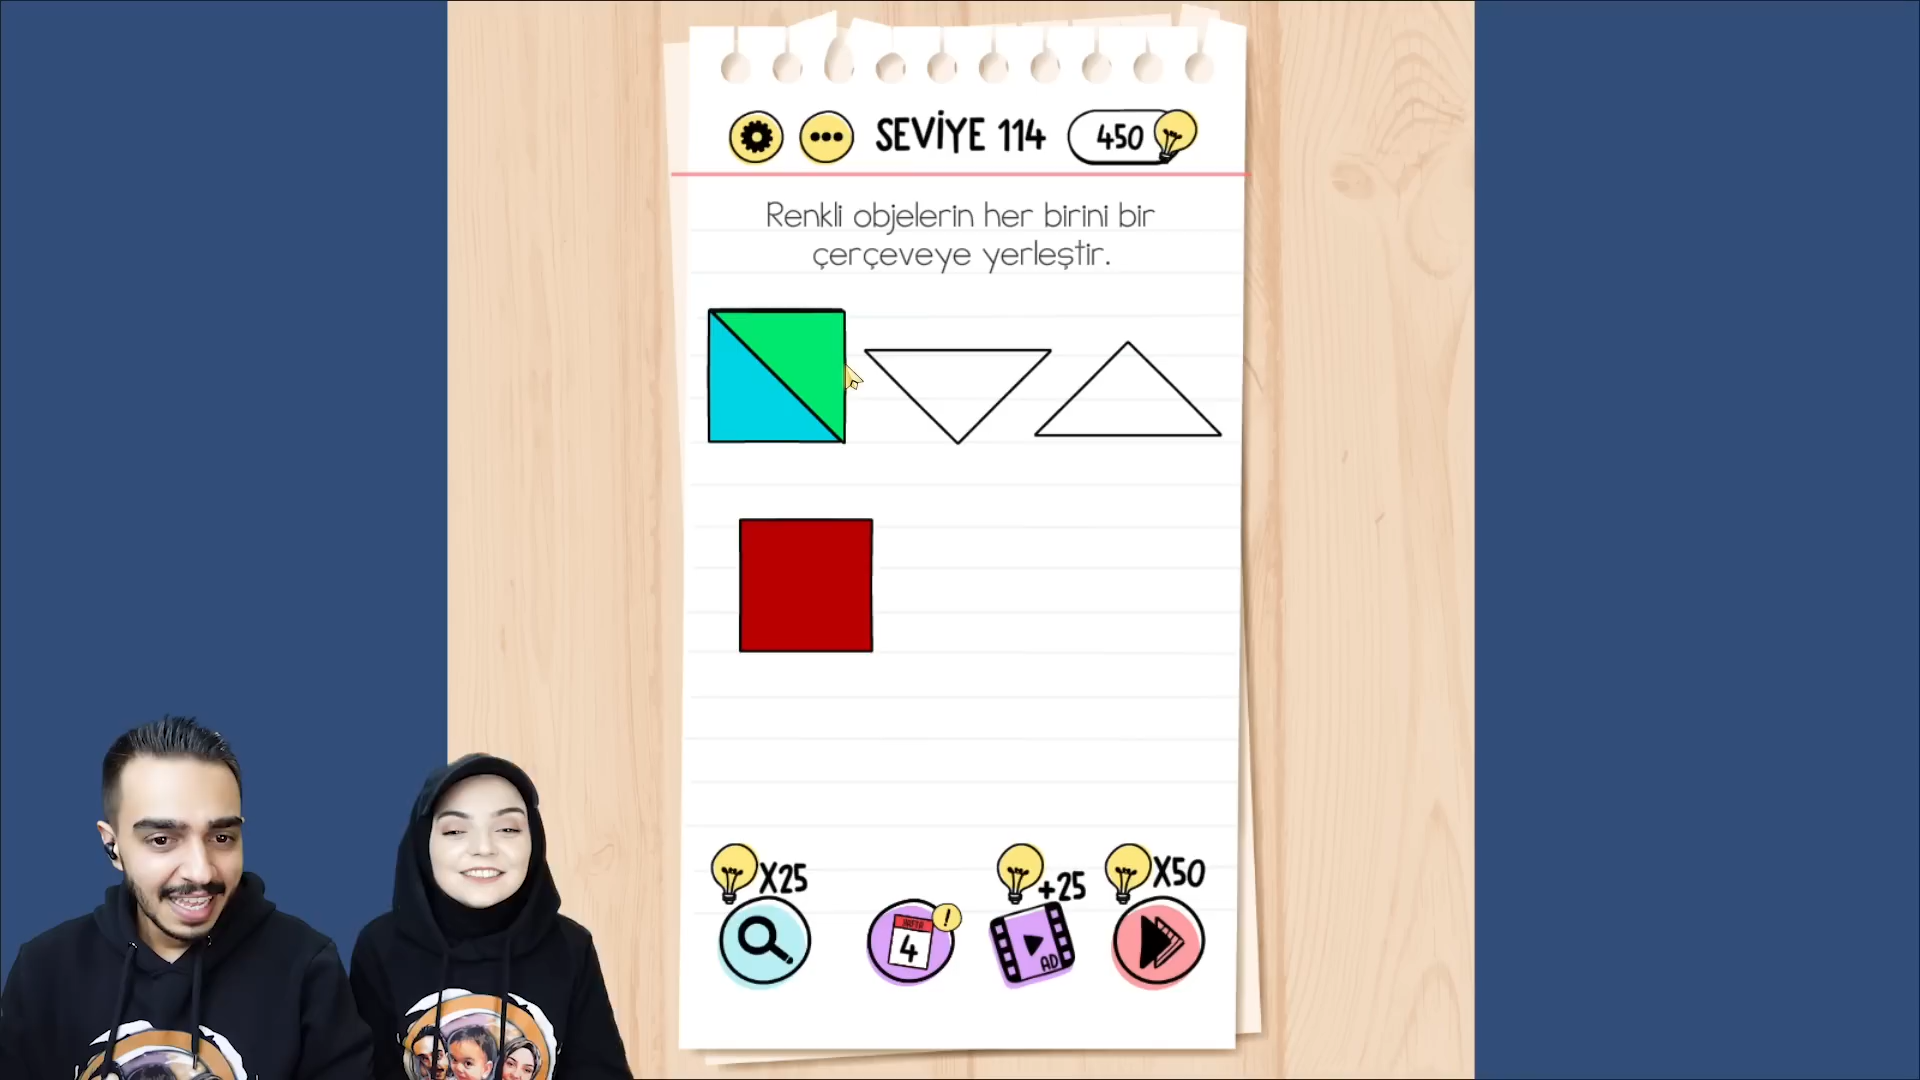 SEVİYE 114
450
Renkli objelerin her birini bir
çerçeveye yerleştir.
X25
+25
X50
4
!
AD